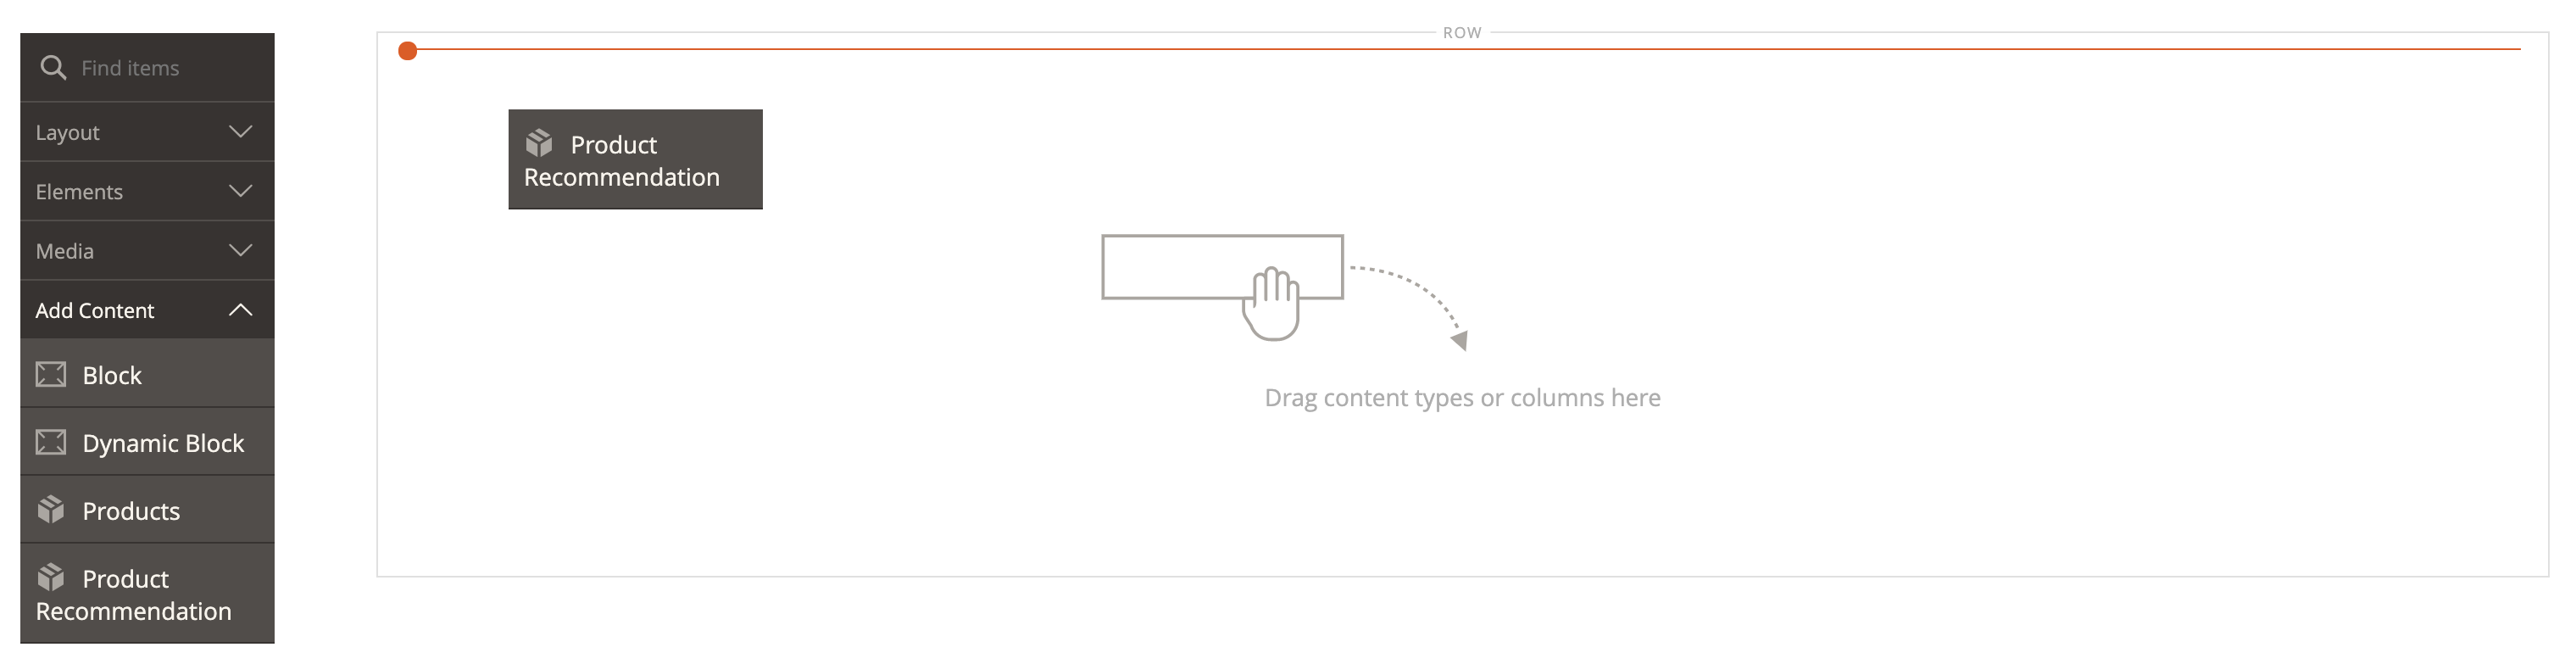 Find items
Layout
Elements
Media
Add Content
Block
Dynamic Block
Products
Product
Recommendation
ROW
Product
Recommendation
Drag content types or columns here